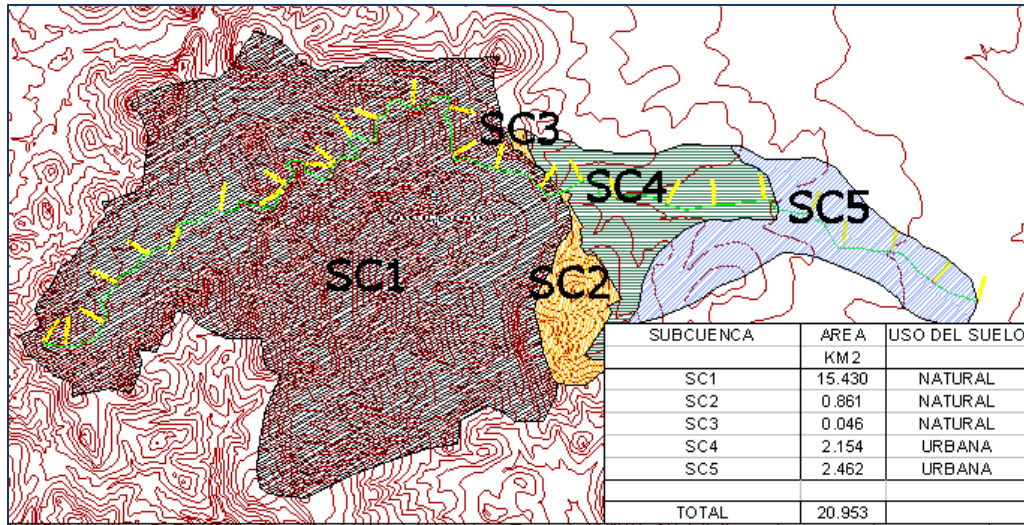 SC3
SC4
SC5
SC1
SC2
SUBCUENCA AREA USO DEL SUELO
KM2
SC1 15.430 NATURAL
SC2 0.861 NATURAL
SC3 0.046 NATURAL
SC4 2.154 URBANA
SC5 2.462 URBANA
TOTAL 20.953